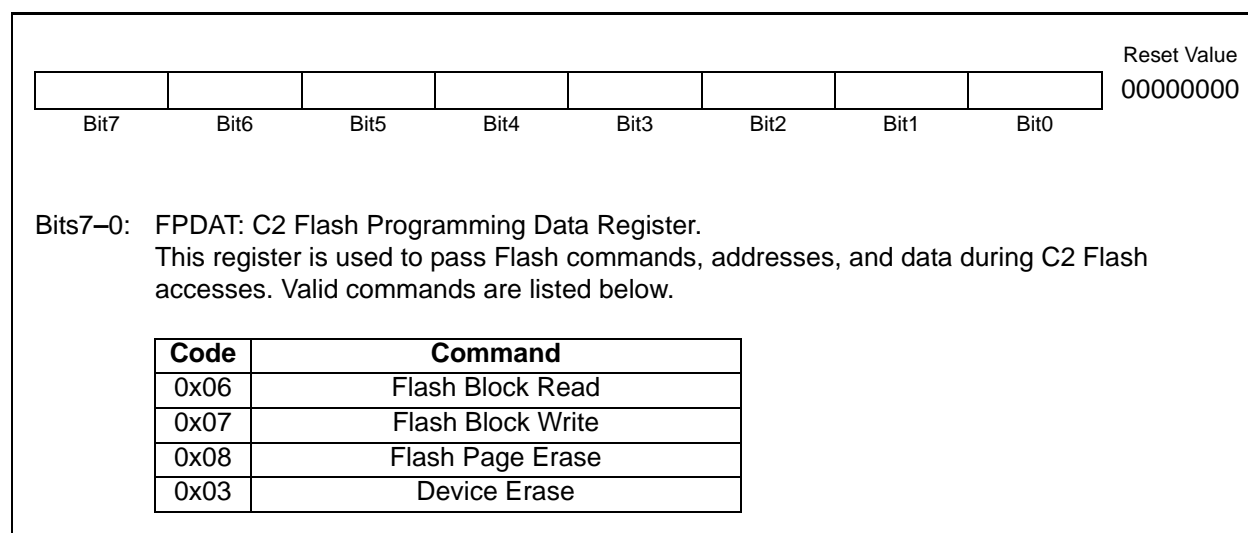 Reset Value
00000000
Bit7 Bit6 Bit5 Bit4 Bit3 Bit2 Bit1 Bit0
Bits7–0: FPDAT: C2 Flash Programming Data Register.
This register is used to pass Flash commands, addresses, and data during C2 Flash
accesses. Valid commands are listed below.
Code Command
0x06 Flash Block Read
0x07 Flash Block Write
0x08 Flash Page Erase
0x03 Device Erase